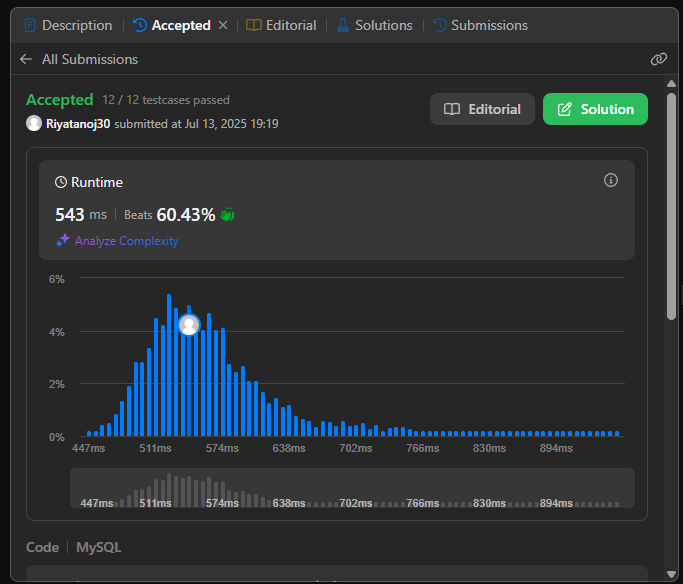 Description Accepted Editorial Solutions Submissions
All Submissions
Accepted 12 / 12 testcases passed
Riyatanoj30 submitted at Jul 13, 2025 19:19
Editorial
Solution
Runtime
543 ms Beats 60.43%
Analyze Complexity
6%
4%
2%
0%
447ms 511ms 574ms 638ms 702ms 766ms 830ms 894ms
447ms 511ms 574ms 638ms 702ms 766ms 830ms 894ms
Code MySQL